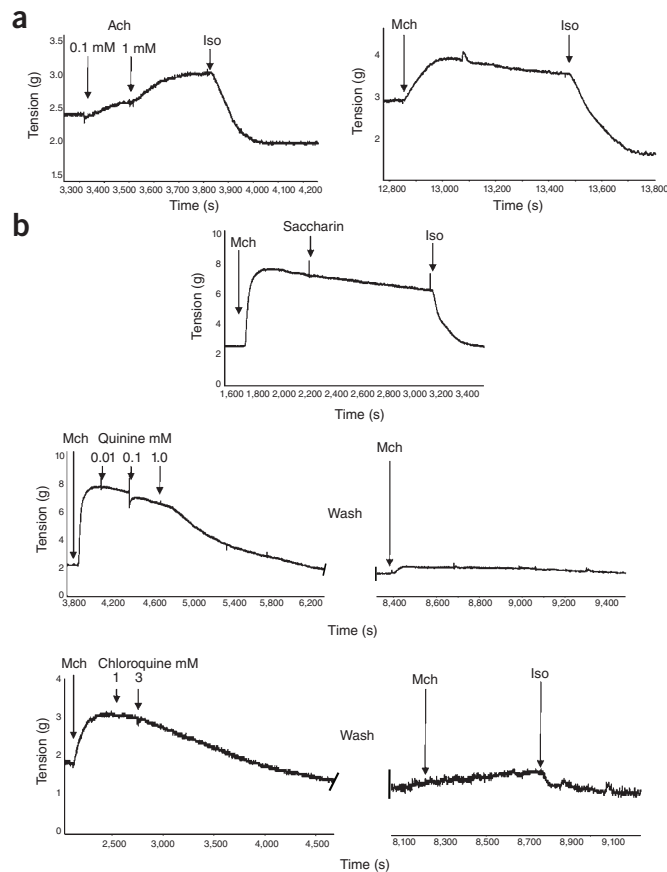 a
Ach
0.1 mM 1 mM Iso
Tension (g)
3.5
3.0
2.5
2.0
1.5
3,300 3,400 3,500 3,600 3,700 3,800 3,900 4,000 4,100 4,200
Time (s)
Mch Iso
Tension (g)
4
3
2
12,800 13,000 13,200 13,400 13,600 13,800
Time (s)
b
Saccharin
Mch Iso
Tension (g)
10
8
6
4
2
0
1,600 1,800 2,000 2,200 2,400 2,600 2,800 3,000 3,200 3,400
Time (s)
Mch Quinine mM
0.01 0.1 1.0
Tension (g)
10
8
6
4
2
0
3,800 4,200 4,600 5,000 5,400 5,800 6,200
Wash
Mch
8,400 8,600 8,800 9,000 9,200 9,400
Time (s)
Mch Chloroquine mM
1 3
Tension (g)
4
3
2
1
0
2,500 3,000 3,500 4,000 4,500
Wash
Mch Iso
8,100 8,300 8,500 8,700 8,900 9,100
Time (s)